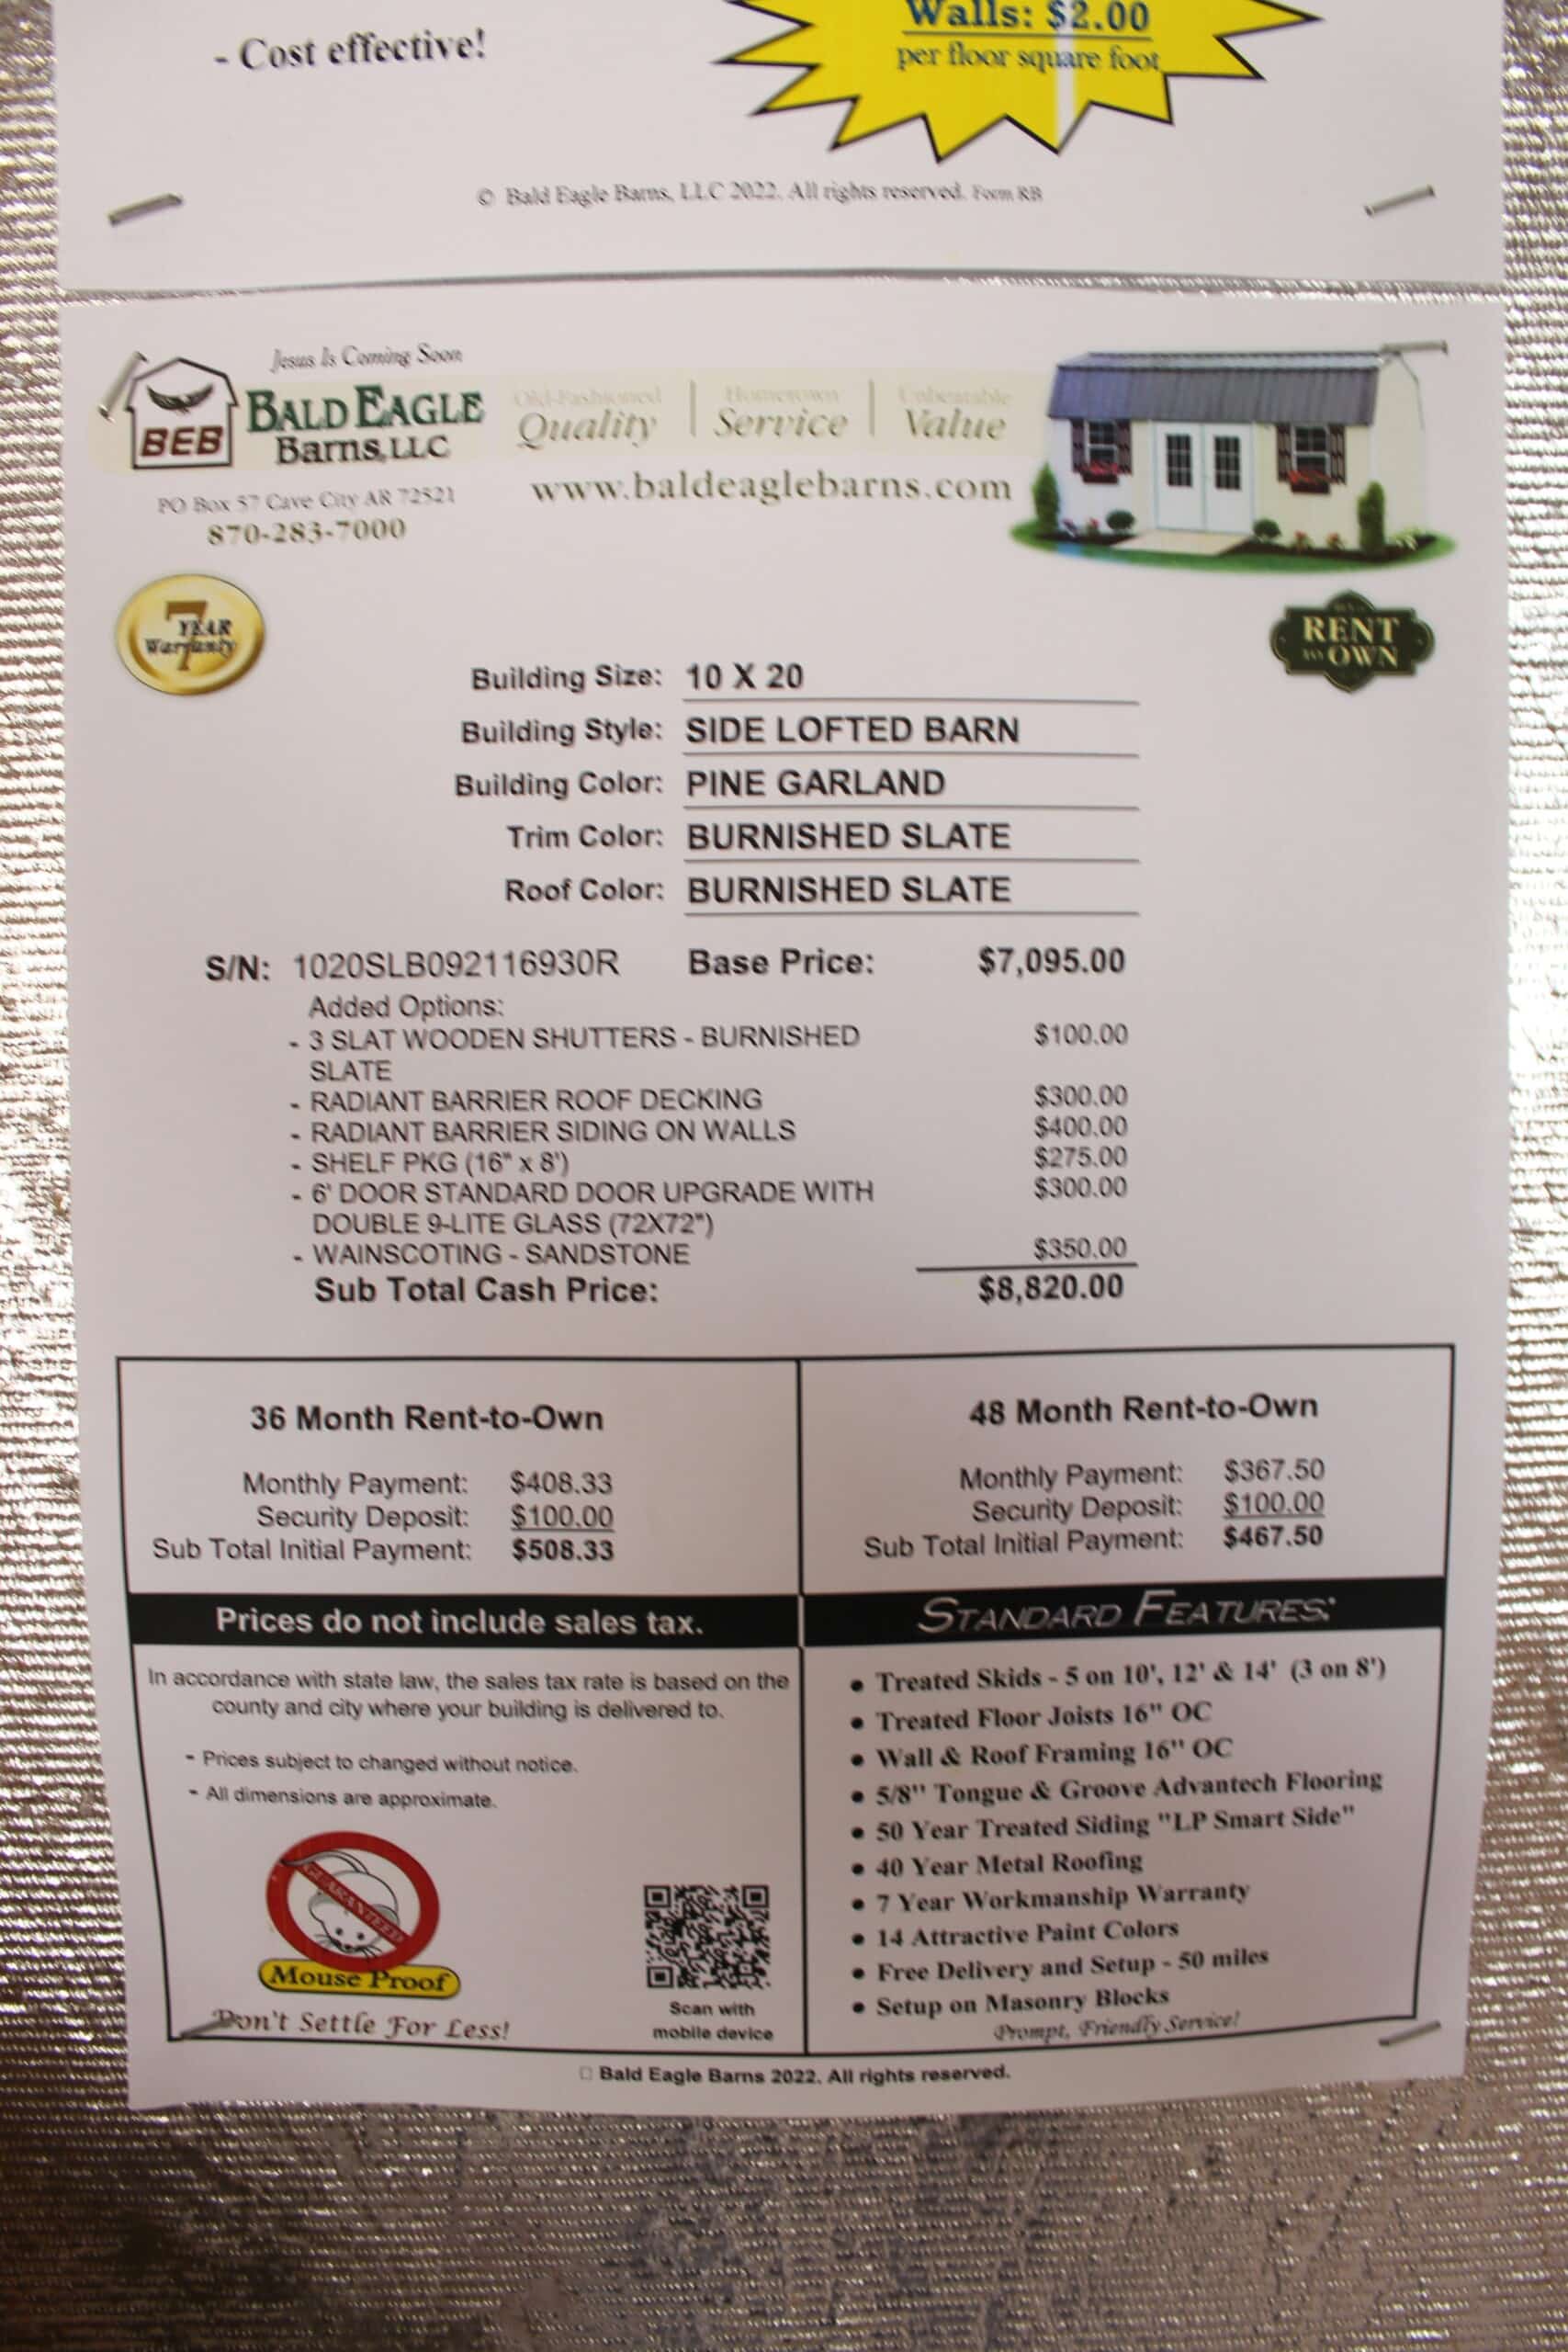 - Cost effective!
Walls: $2.00
per floor square foot
© Bald Eagle Barns, LLC 2022. All rights reserved. Form RB
Jesus Is Coming Soon
BEB
BALD EAGLE
Barns, LLC
Old-Fashioned
Quality
Hometown
Service
Unbeatable
Value
PO Box 57 Cave City AR 72521
870-283-7000
www.baldeaglebarns.com
7 YEAR
Warranty
RENT
TO OWN
Building Size: 10 X 20
Building Style: SIDE LOFTED BARN
Building Color: PINE GARLAND
Trim Color: BURNISHED SLATE
Roof Color: BURNISHED SLATE
S/N: 1020SLB092116930R Base Price: $7,095.00
Added Options:
- 3 SLAT WOODEN SHUTTERS - BURNISHED $100.00
SLATE
- RADIANT BARRIER ROOF DECKING $300.00
- RADIANT BARRIER SIDING ON WALLS $400.00
- SHELF PKG (16" x 8') $275.00
- 6' DOOR STANDARD DOOR UPGRADE WITH $300.00
DOUBLE 9-LITE GLASS (72X72")
- WAINSCOTING - SANDSTONE $350.00
Sub Total Cash Price: $8,820.00
36 Month Rent-to-Own
Monthly Payment: $408.33
Security Deposit: $100.00
Sub Total Initial Payment: $508.33
48 Month Rent-to-Own
Monthly Payment: $367.50
Security Deposit: $100.00
Sub Total Initial Payment: $467.50
Prices do not include sales tax.
In accordance with state law, the sales tax rate is based on the
county and city where your building is delivered to.
- Prices subject to changed without notice.
- All dimensions are approximate.
GUARANTEED
Mouse Proof
Don't Settle For Less!
Scan with
mobile device
STANDARD FEATURES:
• Treated Skids - 5 on 10', 12' & 14' (3 on 8')
• Treated Floor Joists 16" OC
• Wall & Roof Framing 16" OC
• 5/8" Tongue & Groove Advantech Flooring
• 50 Year Treated Siding "LP Smart Side"
• 40 Year Metal Roofing
• 7 Year Workmanship Warranty
• 14 Attractive Paint Colors
• Free Delivery and Setup - 50 miles
• Setup on Masonry Blocks
Prompt, Friendly Service!
Bald Eagle Barns 2022. All rights reserved.